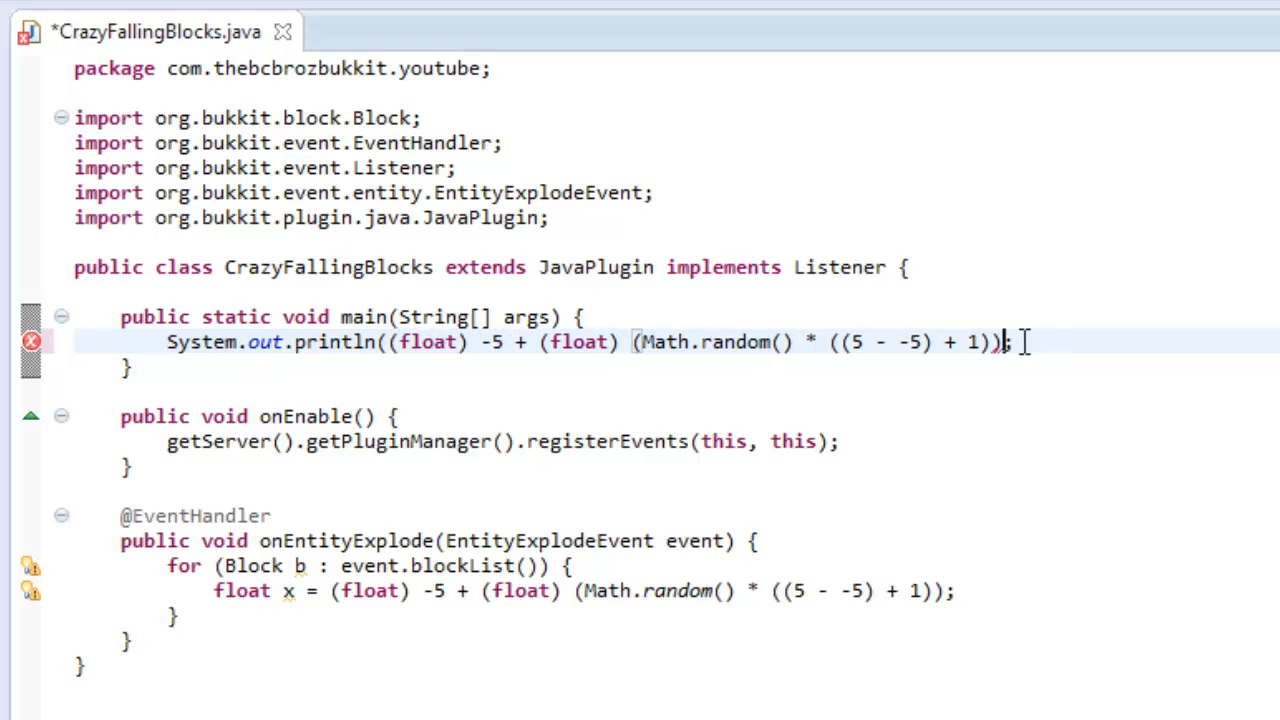 *CrazyFallingBlocks.java
package com.thebcbrozbukkit.youtube;
import org.bukkit.block.Block;
import org.bukkit.event.EventHandler;
import org.bukkit.event.Listener;
import org.bukkit.event.entity.EntityExplodeEvent;
import org.bukkit.plugin.java.JavaPlugin;
public class CrazyFallingBlocks extends JavaPlugin implements Listener {
public static void main(String[] args) {
System.out.println((float) -5 + (float) (Math.random() * ((5 - -5) + 1));
}
public void onEnable() {
getServer().getPluginManager().registerEvents(this, this);
}
@EventHandler
public void onEntityExplode(EntityExplodeEvent event) {
for (Block b : event.blockList()) {
float x = (float) -5 + (float) (Math.random() * ((5 - -5) + 1));
}
}
}